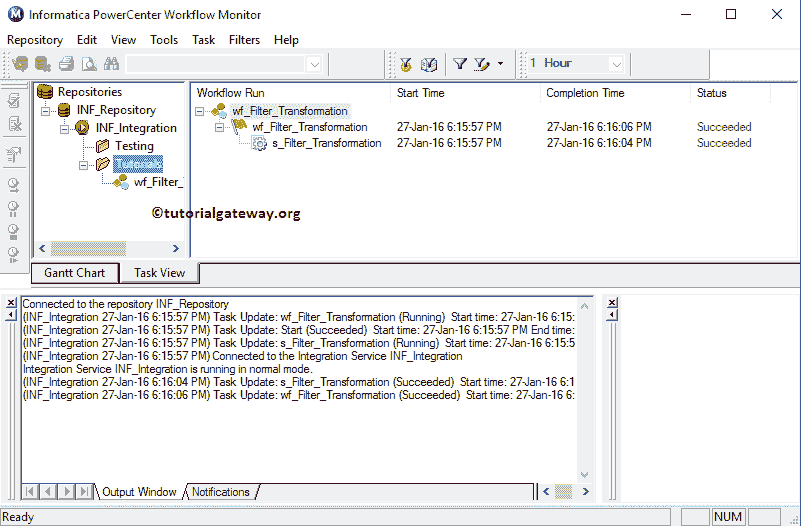 Informatica PowerCenter Workflow Monitor
Repository Edit View Tools Task Filters Help
1 Hour
Repositories
INF_Repository
INF_Integration
Testing
Tutorials
wf_Filter_
Workflow Run Start Time Completion Time Status
wf_Filter_Transformation
wf_Filter_Transformation 27-Jan-16 6:15:57 PM 27-Jan-16 6:16:06 PM Succeeded
s_Filter_Transformation 27-Jan-16 6:15:57 PM 27-Jan-16 6:16:04 PM Succeeded
©tutorialgateway.org
Gantt Chart Task View
Connected to the repository INF_Repository
(INF_Integration 27-Jan-16 6:15:57 PM) Task Update: wf_Filter_Transformation (Running) Start time: 27-Jan-16 6:15:
(INF_Integration 27-Jan-16 6:15:57 PM) Task Update: Start (Succeeded) Start time: 27-Jan-16 6:15:57 PM End time:
(INF_Integration 27-Jan-16 6:15:57 PM) Task Update: s_Filter_Transformation (Running) Start time: 27-Jan-16 6:15:5
(INF_Integration 27-Jan-16 6:15:57 PM) Connected to the Integration Service INF_Integration
Integration Service INF_Integration is running in normal mode.
(INF_Integration 27-Jan-16 6:16:04 PM) Task Update: s_Filter_Transformation (Succeeded) Start time: 27-Jan-16 6:1
(INF_Integration 27-Jan-16 6:16:06 PM) Task Update: wf_Filter_Transformation (Succeeded) Start time: 27-Jan-16 6:
Output Window Notifications
Ready NUM